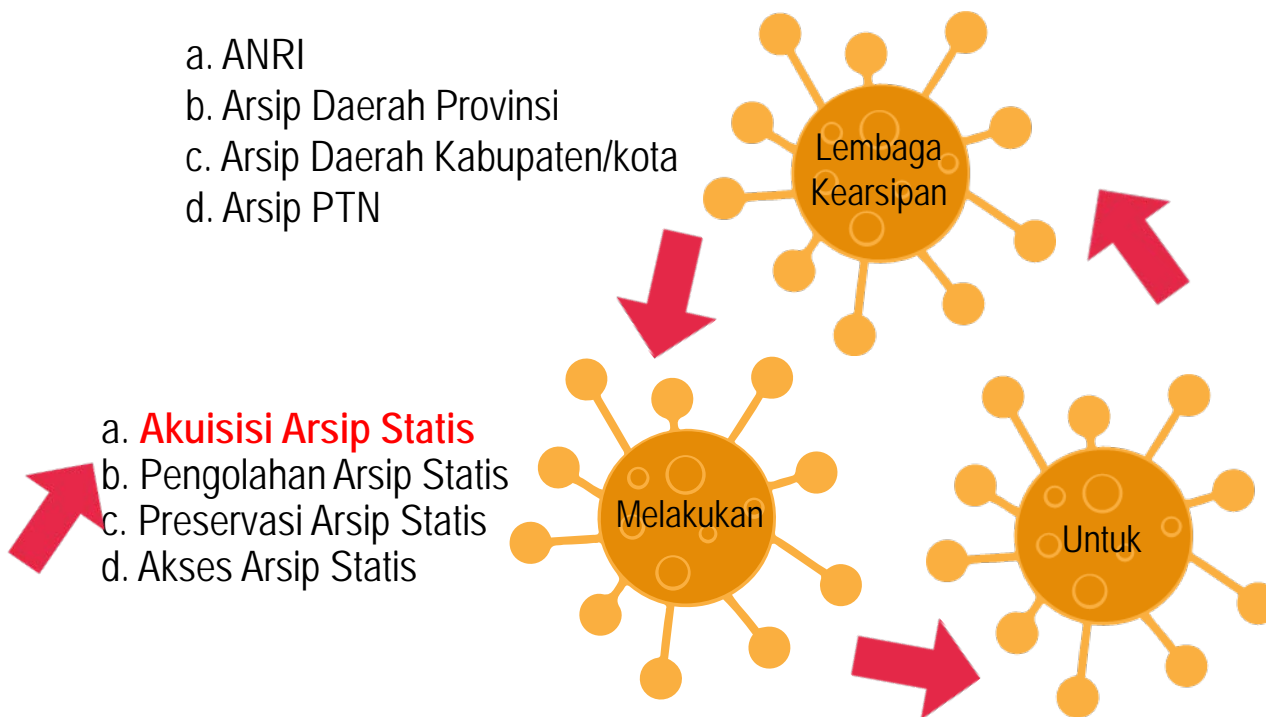 a. ANRI
b. Arsip Daerah Provinsi
c. Arsip Daerah Kabupaten/kota
d. Arsip PTN
Lembaga
Kearsipan
a. Akuisisi Arsip Statis
b. Pengolahan Arsip Statis
c. Preservasi Arsip Statis
d. Akses Arsip Statis
Melakukan
Untuk